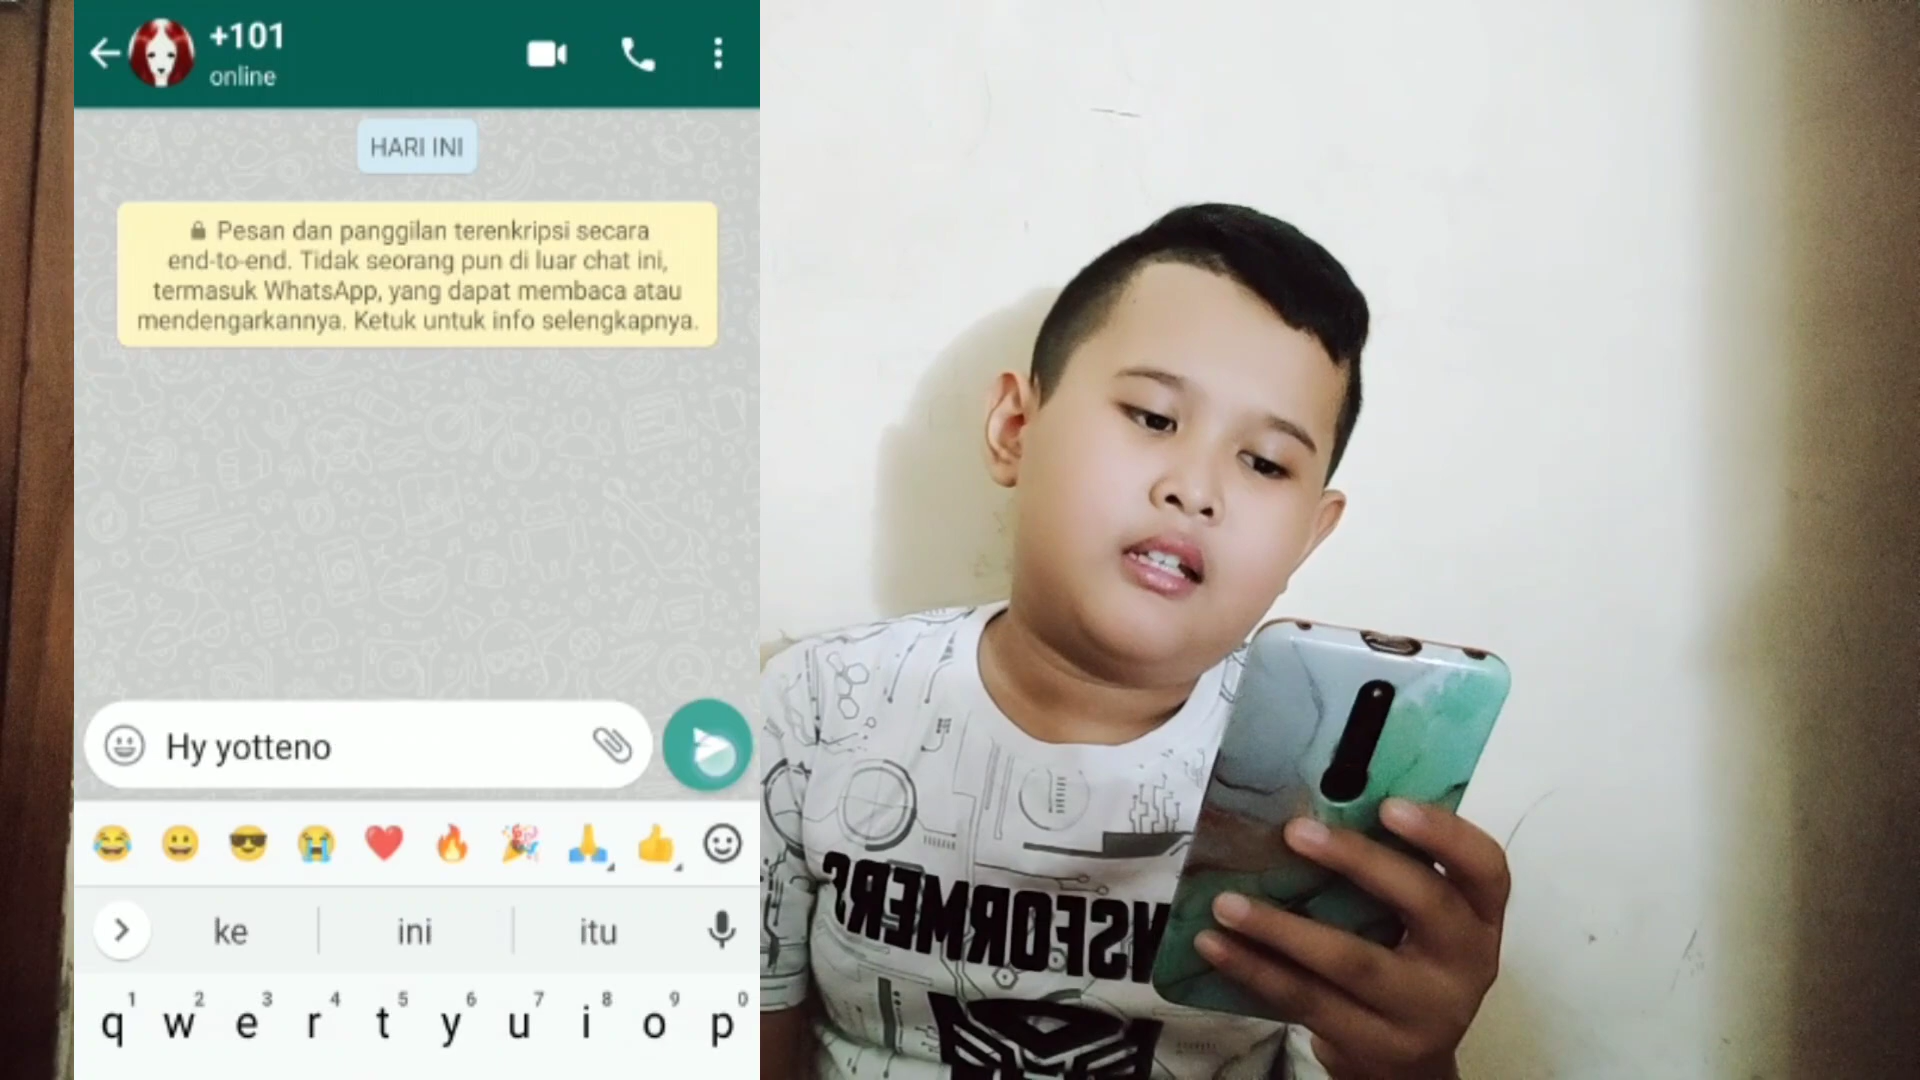 +101
online
HARI INI
Pesan dan panggilan terenkripsi secara
end-to-end. Tidak seorang pun di luar chat ini,
termasuk WhatsApp, yang dapat membaca atau
mendengarkannya. Ketuk untuk info selengkapnya.
Hy yotteno
ke ini itu
1 2 3 4 5 6 7 8 9 0
q w e r t y u i o p
NSFORMERS